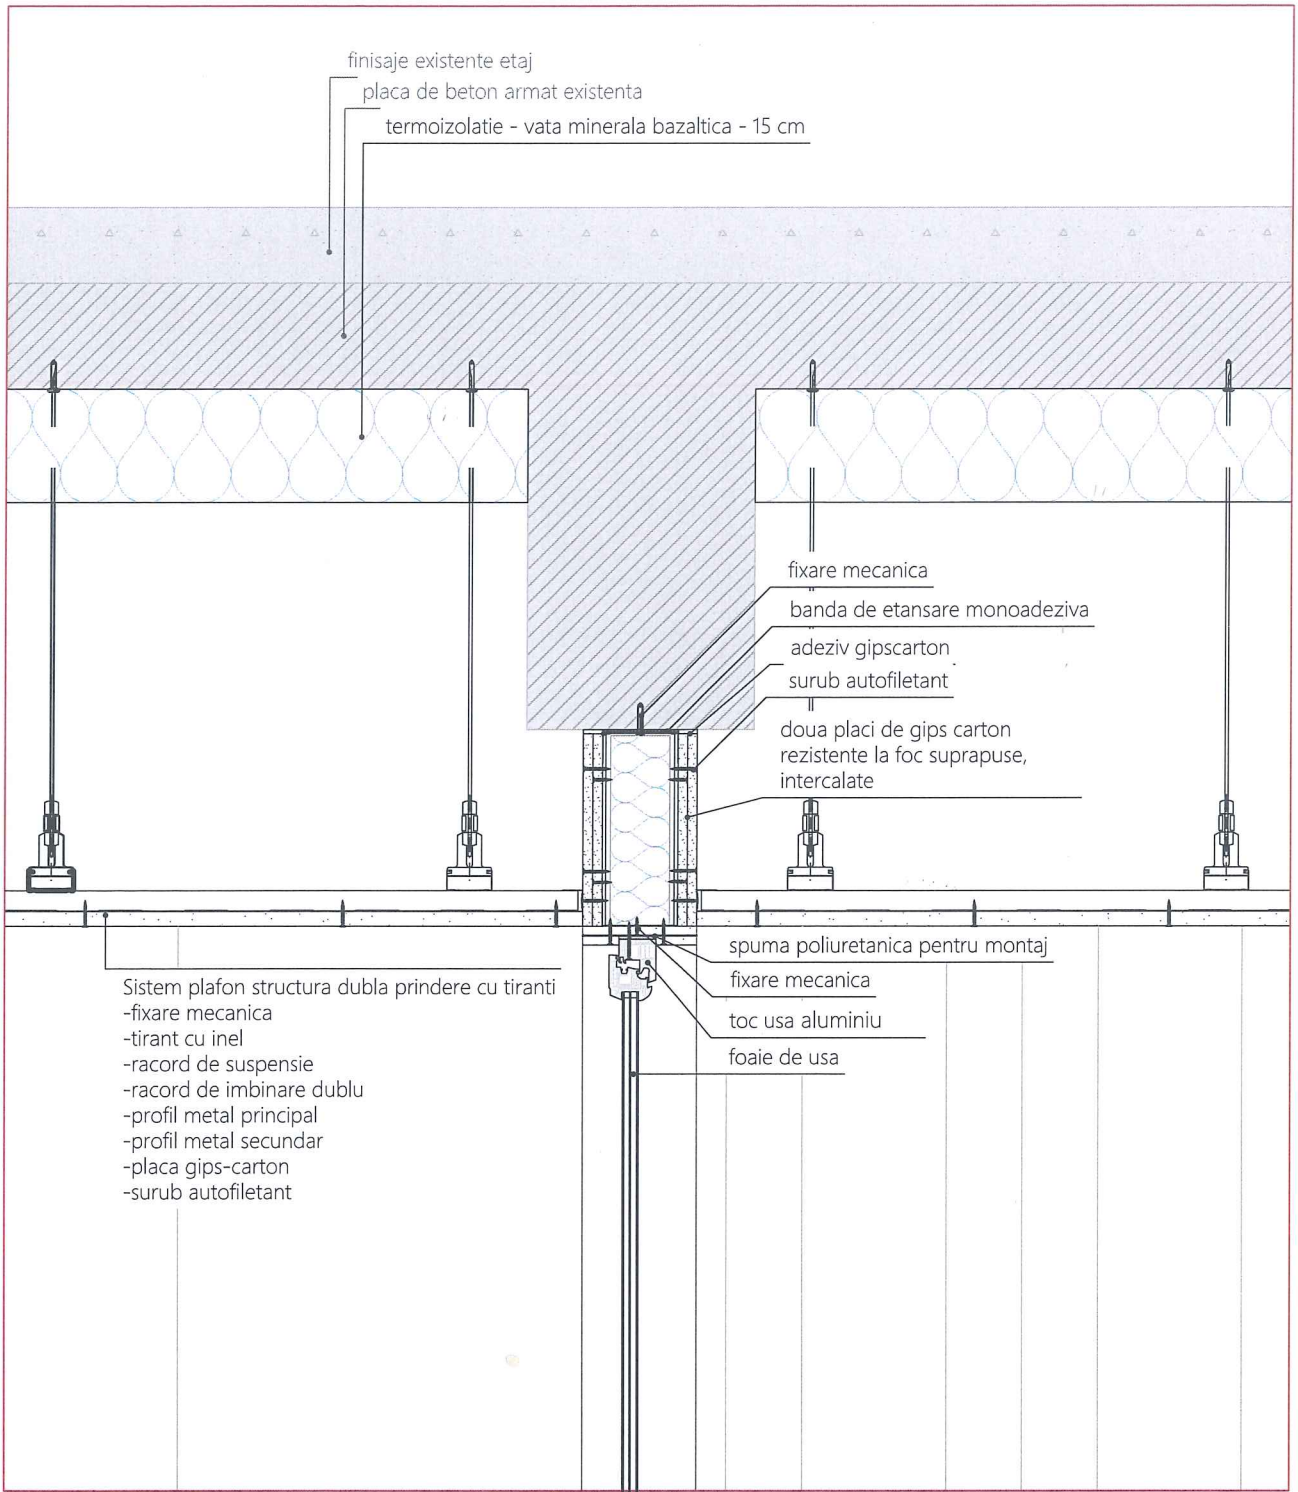 finisaje existente etaj
placa de beton armat existenta
termoizolatie - vata minerala bazaltica - 15 cm
fixare mecanica
banda de etansare monoadeziva
adeziv gipscarton
surub autofiletant
doua placi de gips carton
rezistente la foc suprapuse,
intercalate
spuma poliuretanica pentru montaj
fixare mecanica
toc usa aluminiu
foaie de usa
Sistem plafon structura dubla prindere cu tiranti
-fixare mecanica
-tirant cu inel
-racord de suspensie
-racord de imbinare dublu
-profil metal principal
-profil metal secundar
-placa gips-carton
-surub autofiletant